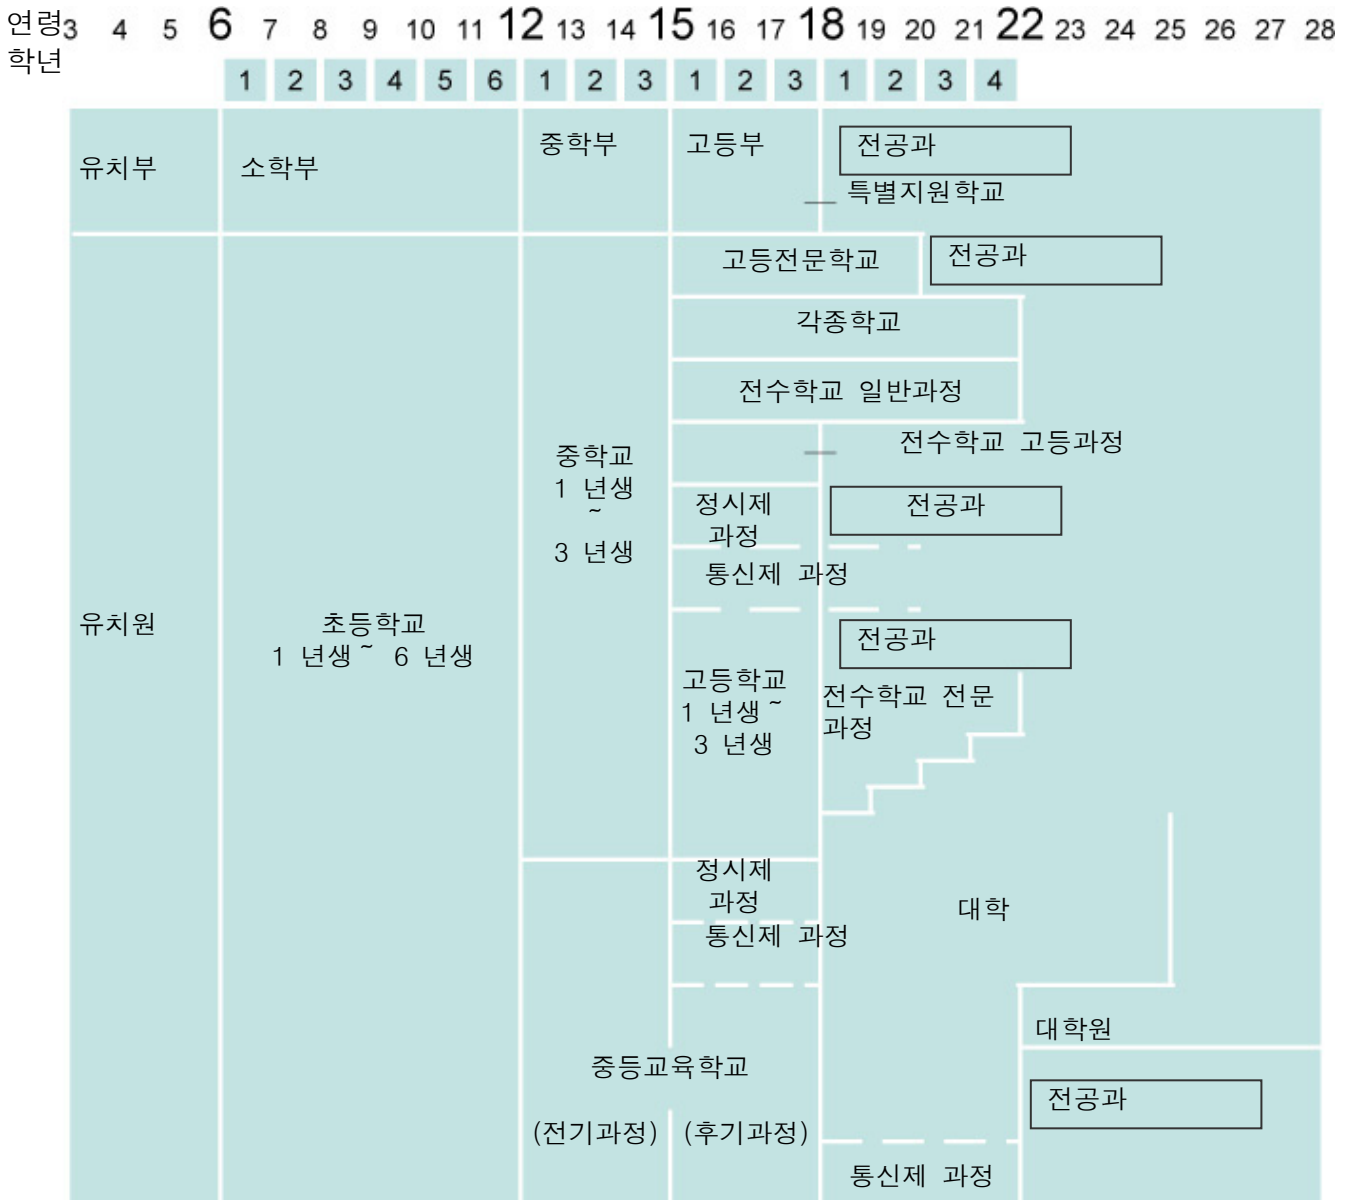 연령 3 4 5 6 7 8 9 10 11 12 13 14 15 16 17 18 19 20 21 22 23 24 25 26 27 28
학년
1 2 3 4 5 6 1 2 3 1 2 3 1 2 3 4
유치부
소학부
중학부
고등부
전공과
특별지원학교
고등전문학교
전공과
각종학교
전수학교 일반과정
전수학교 고등과정
중학교
1 년생
~
3 년생
정시제
과정
전공과
통신제 과정
유치원
초등학교
1 년생 ~ 6 년생
전공과
고등학교
1 년생 ~
3 년생
전수학교 전문
과정
정시제
과정
통신제 과정
대학
대학원
중등교육학교
전공과
(전기과정)
(후기과정)
통신제 과정